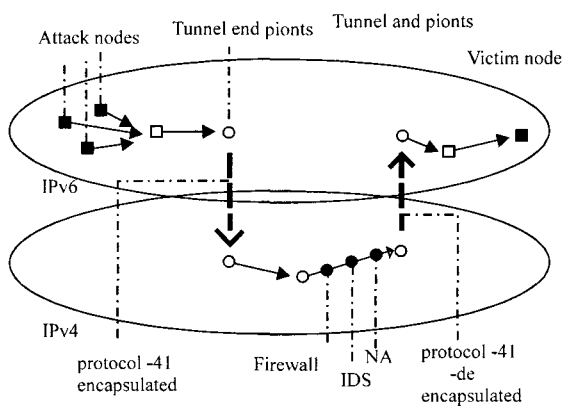 Attack nodes
Tunnel end pionts
Tunnel and pionts
Victim node
IPv6
IPv4
protocol -41
encapsulated
Firewall
IDS
NA
protocol -41
-de
encapsulated